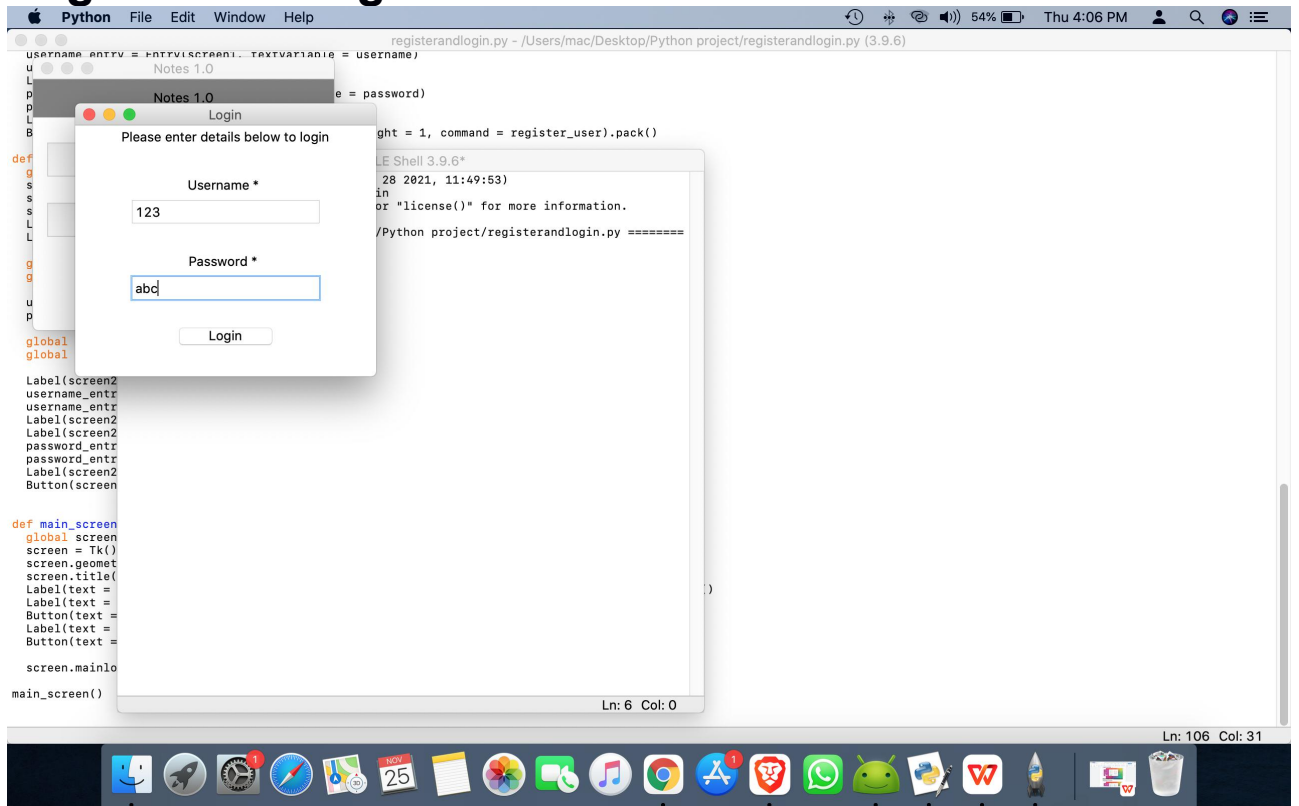 Python File Edit Window Help 54% Thu 4:06 PM
registerandlogin.py - /Users/mac/Desktop/Python project/registerandlogin.py (3.9.6)
username_entry = Entry(screen1, textvariable = username)
Notes 1.0
Notes 1.0
e = password)
Login
Please enter details below to login
ght = 1, command = register_user).pack()
def
LE Shell 3.9.6*
28 2021, 11:49:53)
in
or "license()" for more information.
/Python project/registerandlogin.py ========
Username *
123
Password *
abc
Login
global
global
Label(screen2
username_entr
username_entr
Label(screen2
Label(screen2
password_entr
password_entr
Label(screen2
Button(screen
def main_screen
global screen
screen = Tk()
screen.geomet
screen.title(
Label(text = )
Label(text =
Button(text =
Label(text =
Button(text =
screen.mainlo
main_screen()
Ln: 6 Col: 0
Ln: 106 Col: 31
NOV
25